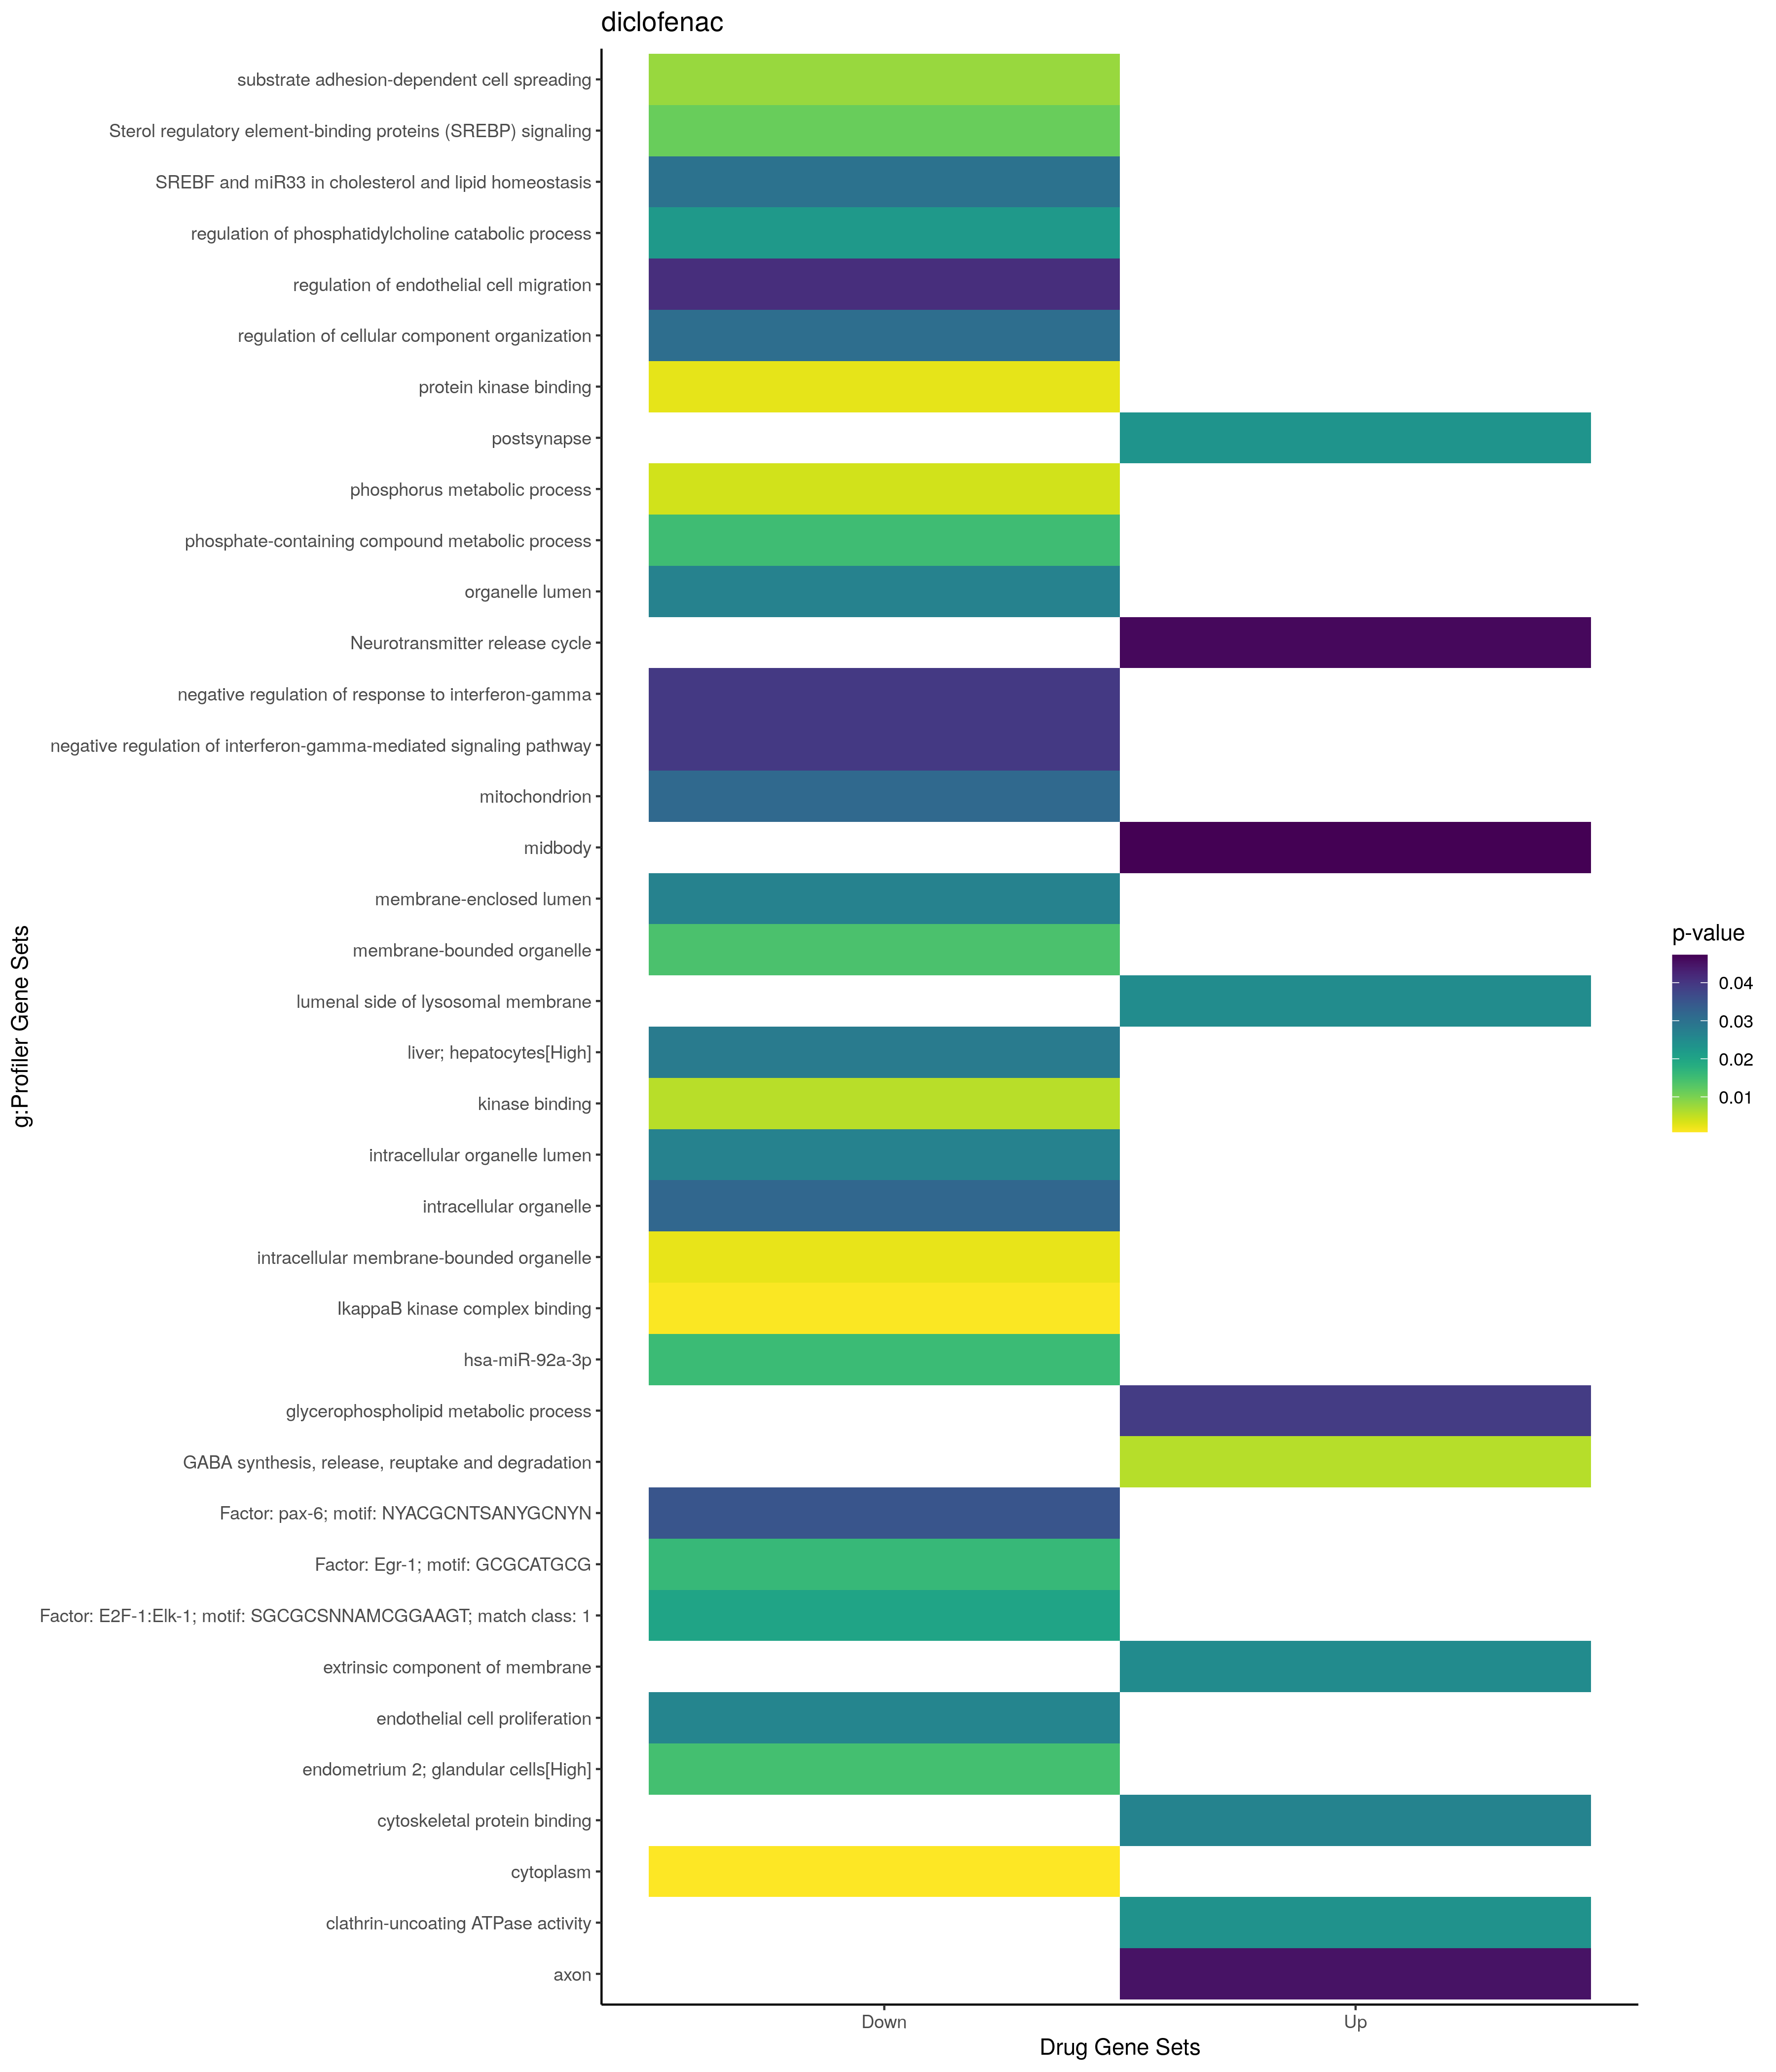 diclofenac
g:Profiler Gene Sets
substrate adhesion-dependent cell spreading
Sterol regulatory element-binding proteins (SREBP) signaling
SREBF and miR33 in cholesterol and lipid homeostasis
regulation of phosphatidylcholine catabolic process
regulation of endothelial cell migration
regulation of cellular component organization
protein kinase binding
postsynapse
phosphorus metabolic process
phosphate-containing compound metabolic process
organelle lumen
Neurotransmitter release cycle
negative regulation of response to interferon-gamma
negative regulation of interferon-gamma-mediated signaling pathway
mitochondrion
midbody
membrane-enclosed lumen
membrane-bounded organelle
lumenal side of lysosomal membrane
liver; hepatocytes[High]
kinase binding
intracellular organelle lumen
intracellular organelle
intracellular membrane-bounded organelle
IkappaB kinase complex binding
hsa-miR-92a-3p
glycerophospholipid metabolic process
GABA synthesis, release, reuptake and degradation
Factor: pax-6; motif: NYACGCNTSANYGCNYN
Factor: Egr-1; motif: GCGCATGCG
Factor: E2F-1:Elk-1; motif: SGCGCSNNAMCGGAAGT; match class: 1
extrinsic component of membrane
endothelial cell proliferation
endometrium 2; glandular cells[High]
cytoskeletal protein binding
cytoplasm
clathrin-uncoating ATPase activity
axon
Down
Up
Drug Gene Sets
p-value
0.04
0.03
0.02
0.01